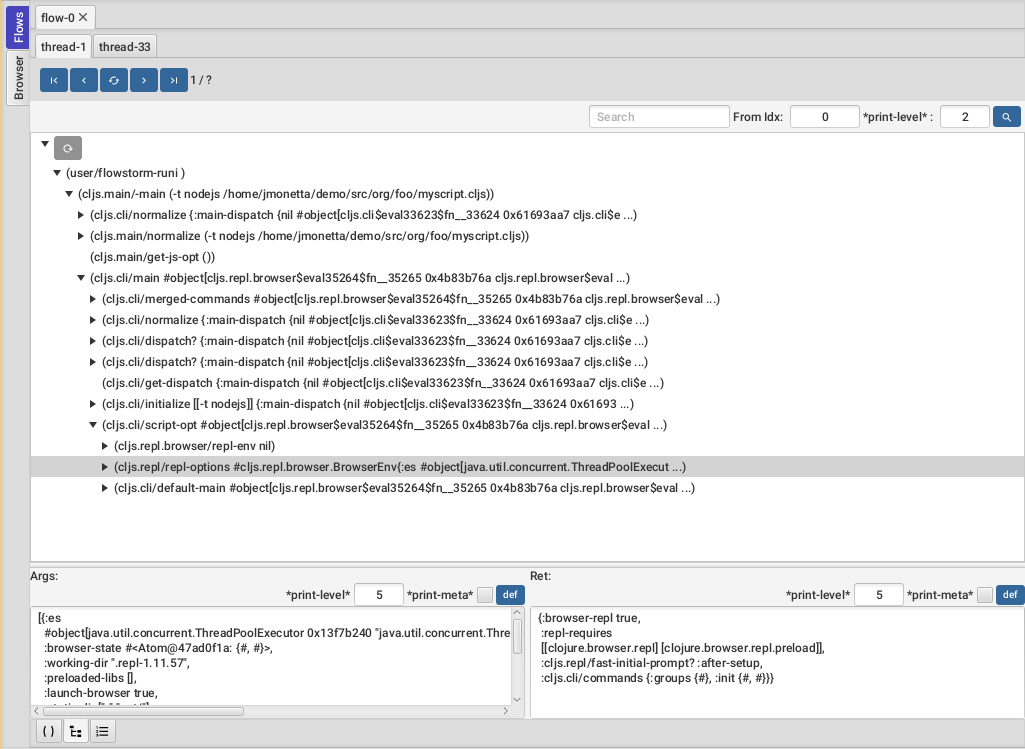 Flows
Browser
flow-0
thread-1 thread-33
1 / ?
Search From Idx: 0 *print-level* : 2
(user/flowstorm-runi )
(cljs.main/-main (-t nodejs /home/jmonetta/demo/src/org/foo/myscript.cljs))
(cljs.cli/normalize {:main-dispatch {nil #object[cljs.cli$eval33623$fn__33624 0x61693aa7 cljs.cli$e ...)
(cljs.main/normalize (-t nodejs /home/jmonetta/demo/src/org/foo/myscript.cljs))
(cljs.main/get-js-opt ())
(cljs.cli/main #object[cljs.repl.browser$eval35264$fn__35265 0x4b83b76a cljs.repl.browser$eval ...)
(cljs.cli/merged-commands #object[cljs.repl.browser$eval35264$fn__35265 0x4b83b76a cljs.repl.browser$eval ...)
(cljs.cli/normalize {:main-dispatch {nil #object[cljs.cli$eval33623$fn__33624 0x61693aa7 cljs.cli$e ...)
(cljs.cli/dispatch? {:main-dispatch {nil #object[cljs.cli$eval33623$fn__33624 0x61693aa7 cljs.cli$e ...)
(cljs.cli/dispatch? {:main-dispatch {nil #object[cljs.cli$eval33623$fn__33624 0x61693aa7 cljs.cli$e ...)
(cljs.cli/get-dispatch {:main-dispatch {nil #object[cljs.cli$eval33623$fn__33624 0x61693aa7 cljs.cli$e ...)
(cljs.cli/initialize [[-t nodejs]] {:main-dispatch {nil #object[cljs.cli$eval33623$fn__33624 0x61693 ...)
(cljs.cli/script-opt #object[cljs.repl.browser$eval35264$fn__35265 0x4b83b76a cljs.repl.browser$eval ...)
(cljs.repl.browser/repl-env nil)
(cljs.repl/repl-options #cljs.repl.browser.BrowserEnv{:es #object[java.util.concurrent.ThreadPoolExecut ...)
(cljs.cli/default-main #object[cljs.repl.browser$eval35264$fn__35265 0x4b83b76a cljs.repl.browser$eval ...)
Args:
*print-level* 5 *print-meta* def
[{:es
#object[java.util.concurrent.ThreadPoolExecutor 0x13f7b240 "java.util.concurrent.Thre
:browser-state #<Atom@47ad0f1a: {#, #}>,
:working-dir ".repl-1.11.57",
:preloaded-libs [],
:launch-browser true,
Ret:
*print-level* 5 *print-meta* def
{:browser-repl true,
:repl-requires
[[clojure.browser.repl] [clojure.browser.repl.preload]],
:cljs.repl/fast-initial-prompt? :after-setup,
:cljs.cli/commands {:groups {#}, :init {#, #}}}
( )